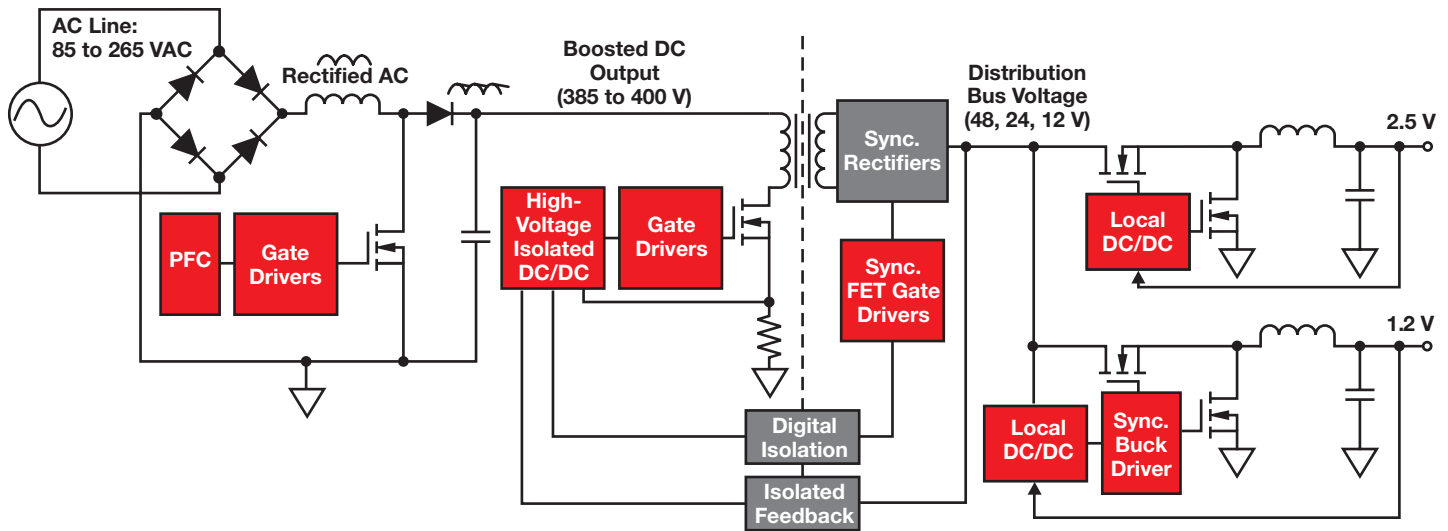 AC Line:
85 to 265 VAC
Rectified AC
Boosted DC
Output
(385 to 400 V)
Distribution
Bus Voltage
(48, 24, 12 V)
2.5 V
Sync.
Rectifiers
High-
Voltage
Isolated
DC/DC
Gate
Drivers
PFC
Gate
Drivers
Sync.
FET Gate
Drivers
Local
DC/DC
1.2 V
Digital
Isolation
Isolated
Feedback
Local
DC/DC
Sync.
Buck
Driver